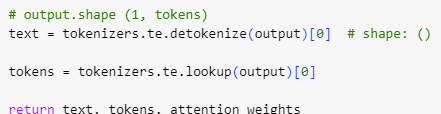 # output.shape (1, tokens)
text = tokenizers.te.detokenize(output)[0]  # shape: ()
tokens = tokenizers.te.lookup(output)[0]
return text, tokens, attention_weights